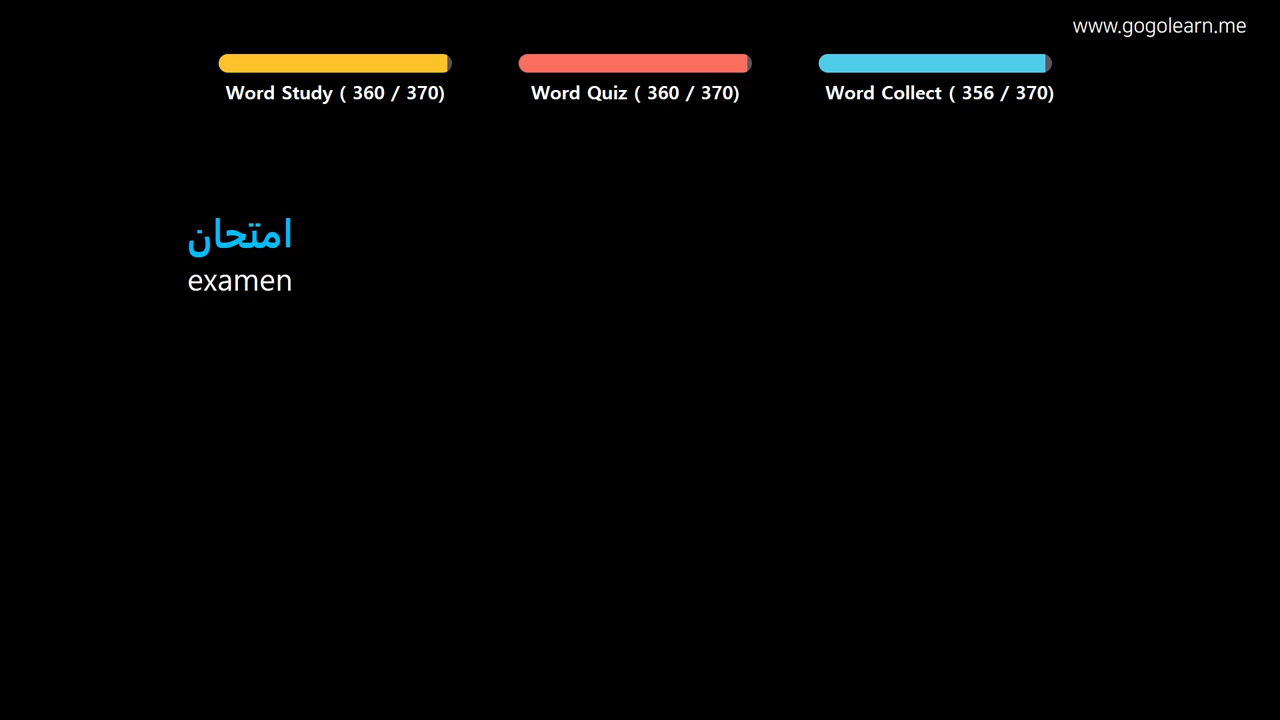 www.gogolearn.me
Word Study ( 360 / 370)
Word Quiz ( 360 / 370)
Word Collect ( 356 / 370)
امتحان
examen